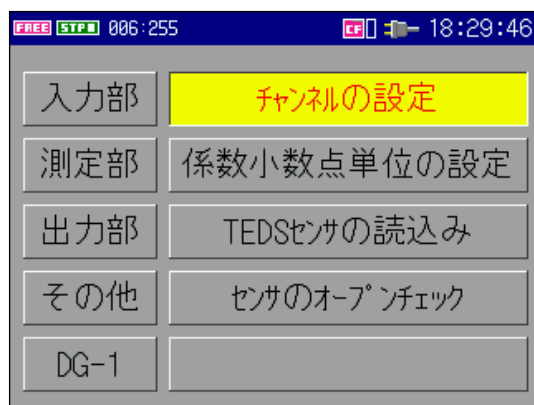 FREE STPD 006:255 CF 18:29:46
入力部 ﾁｬﾝﾈﾙの設定
測定部 係数小数点単位の設定
出力部 TEDSｾﾝｻの読込み
その他 ｾﾝｻのｵｰﾌﾟﾝﾁｪｯｸ
DG-1